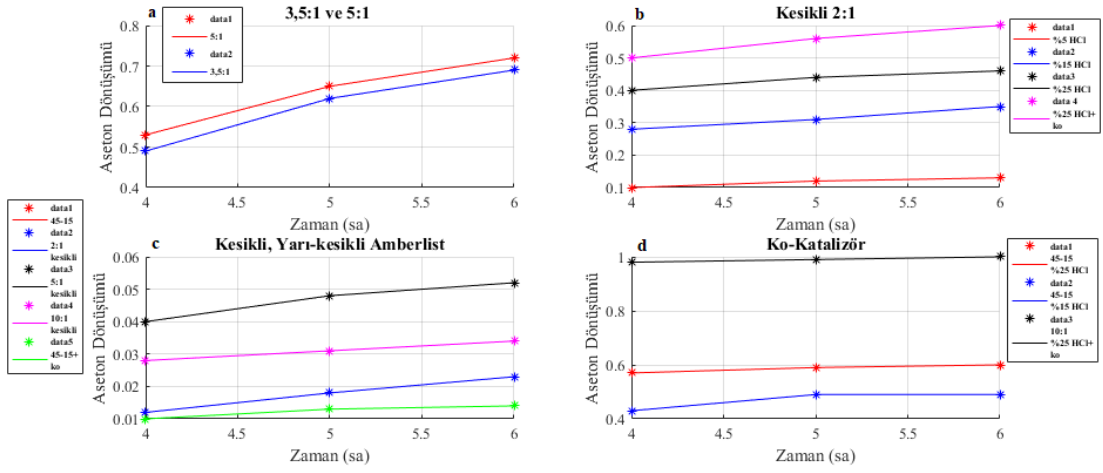 a
3,5:1 ve 5:1
data1
5:1
data2
3,5:1
Aseton Dönüşümü
0.8
0.7
0.6
0.5
0.4
4
4.5
5
5.5
6
Zaman (sa)
b
Kesikli 2:1
data1
%5 HCl
data2
%15 HCl
data3
%25 HCl
data 4
%25 HCl+
ko
Aseton Dönüşümü
0.6
0.5
0.4
0.3
0.2
0.1
4
4.5
5
5.5
6
Zaman (sa)
data1
45-15
data2
2:1
kesikli
data3
5:1
kesikli
data4
10:1
kesikli
data5
45-15+
ko
c
Kesikli, Yarı-kesikli Amberlist
Aseton Dönüşümü
0.06
0.05
0.04
0.03
0.02
0.01
4
4.5
5
5.5
6
Zaman (sa)
d
Ko-Katalizör
data1
45-15
%25 HCl
data2
45-15
%15 HCl
data3
10:1
%25 HCl+
ko
Aseton Dönüşümü
1
0.8
0.6
0.4
4
4.5
5
5.5
6
Zaman (sa)